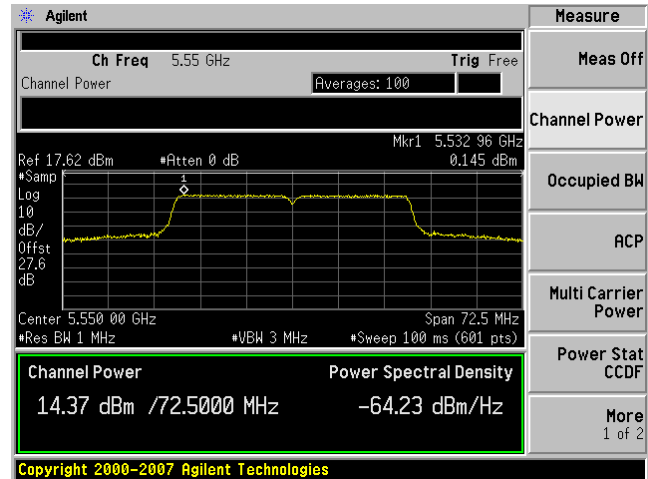 Agilent
Measure
Ch Freq 5.55 GHz Trig Free
Channel Power Averages: 100
Mkr1 5.532 96 GHz
Ref 17.62 dBm #Atten 0 dB 0.145 dBm
#Samp
Log
10
dB/
Offst
27.6
dB
1
Center 5.550 00 GHz Span 72.5 MHz
#Res BW 1 MHz #VBW 3 MHz #Sweep 100 ms (601 pts)
Channel Power Power Spectral Density
14.37 dBm /72.5000 MHz -64.23 dBm/Hz
Copyright 2000-2007 Agilent Technologies
Meas Off
Channel Power
Occupied BW
ACP
Multi Carrier
Power
Power Stat
CCDF
More
1 of 2